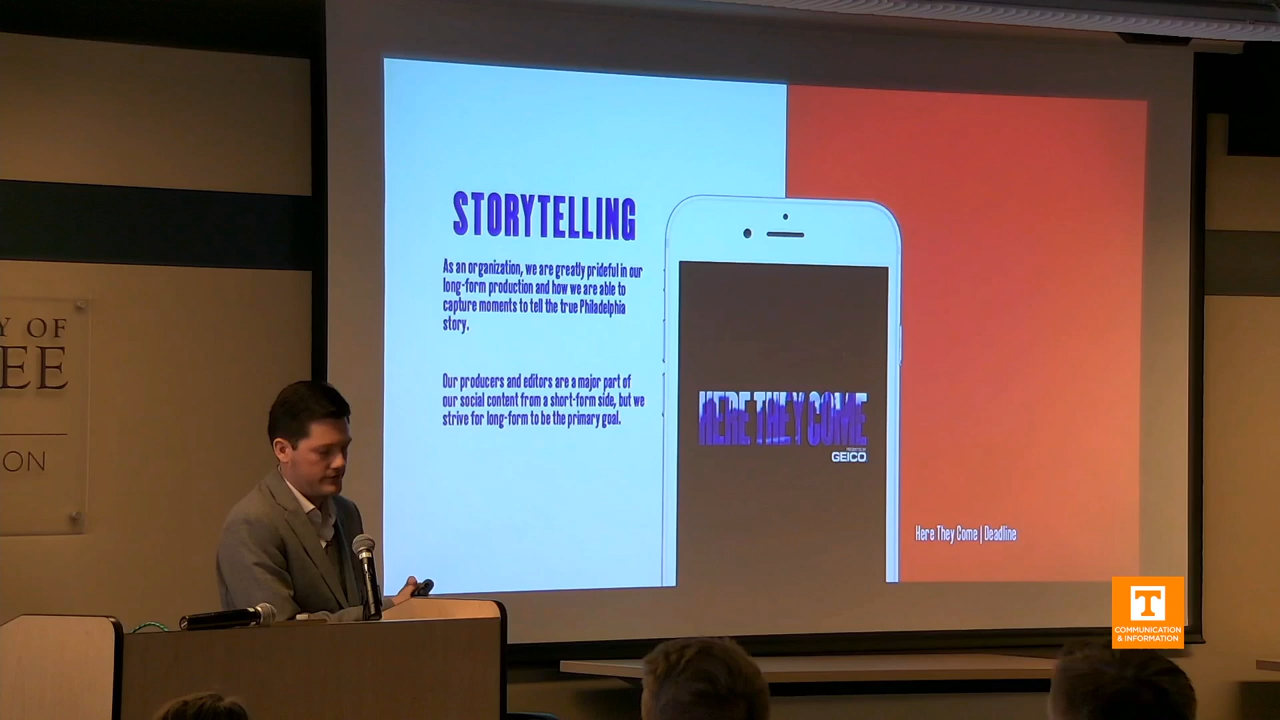 STORYTELLING
As an organization, we are greatly prideful in our
long-form production and how we are able to
capture moments to tell the true Philadelphia
story.
Our producers and editors are a major part of
our social content from a short-form side, but we
strive for long-form to be the primary goal.
HERE THEY COME
PRESENTED BY
GEICO
Here They Come | Deadline
Y OF
EE
ON
T
COMMUNICATION
& INFORMATION